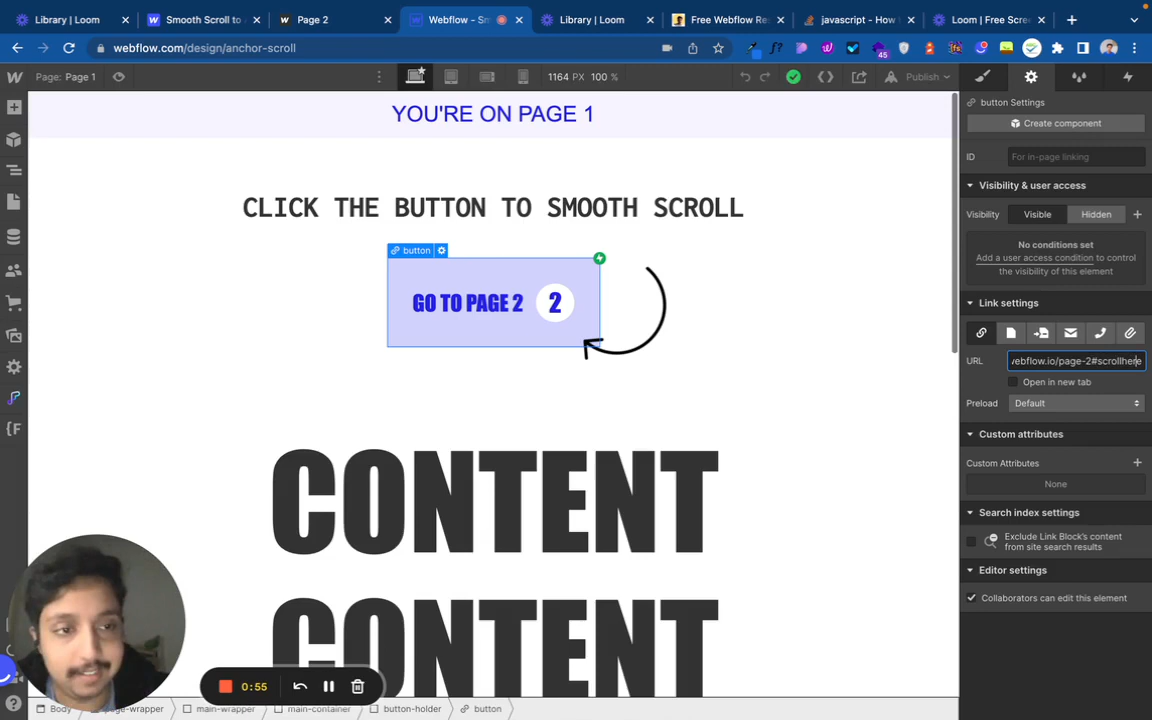 Library | Loom
Smooth Scroll to
Page 2
Webflow - Sm
Library | Loom
Free Webflow Re
javascript - How
Loom | Free Scre
webflow.com/design/anchor-scroll
45
Page: Page 1
1164 PX 100 %
Publish
YOU'RE ON PAGE 1
CLICK THE BUTTON TO SMOOTH SCROLL
button
GO TO PAGE 2 2
CONTENT
CONTENT
button Settings
Create component
ID For in-page linking
Visibility & user access
Visibility Visible Hidden
No conditions set
Add a user access condition to control
the visibility of this element
Link settings
URL webflow.io/page-2#scrollhere
Open in new tab
Preload Default
Custom attributes
Custom Attributes
None
Search index settings
Exclude Link Block's content
from site search results
Editor settings
Collaborators can edit this element
0:55
Body page-wrapper main-wrapper main-container button-holder button